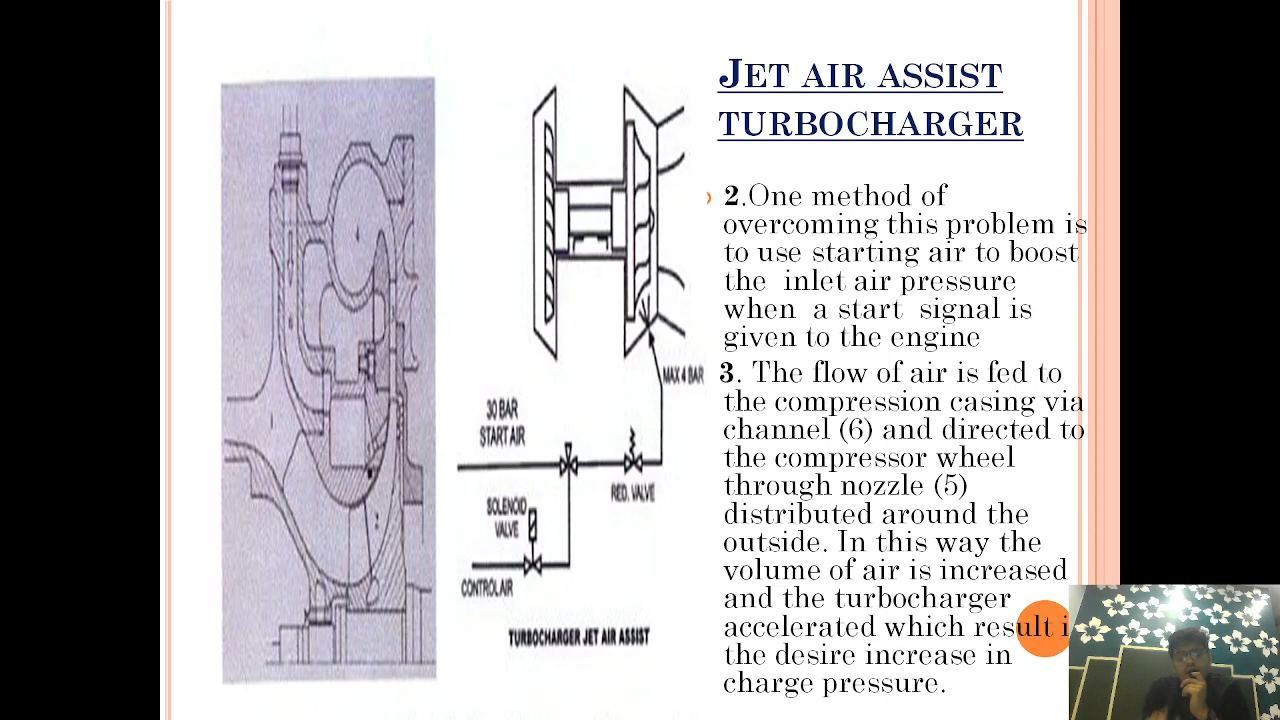 JET AIR ASSIST
TURBOCHARGER
2.One method of
overcoming this problem is
to use starting air to boost
the inlet air pressure
when a start signal is
given to the engine
3. The flow of air is fed to
the compression casing via
channel (6) and directed to
the compressor wheel
through nozzle (5)
distributed around the
outside. In this way the
volume of air is increased
and the turbocharger
accelerated which result i
the desire increase in
charge pressure.
MAX 4 BAR
30 BAR
START AIR
RED. VALVE
SOLENOID
VALVE
CONTROL AIR
TURBOCHARGER JET AIR ASSIST